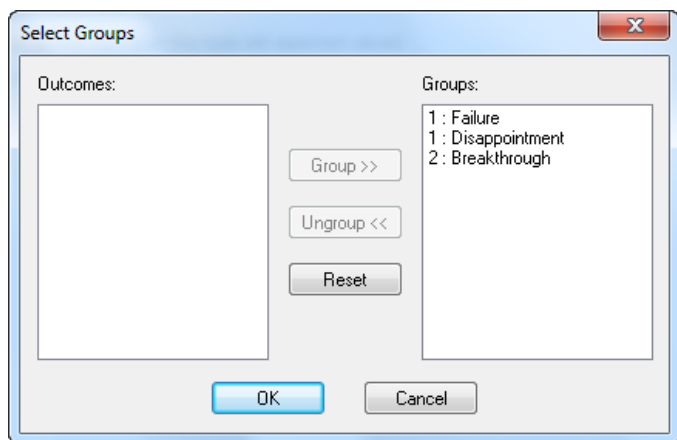 Select Groups
Outcomes:
Groups:
1 : Failure
1 : Disappointment
2 : Breakthrough
Group >>
Ungroup <<
Reset
OK
Cancel